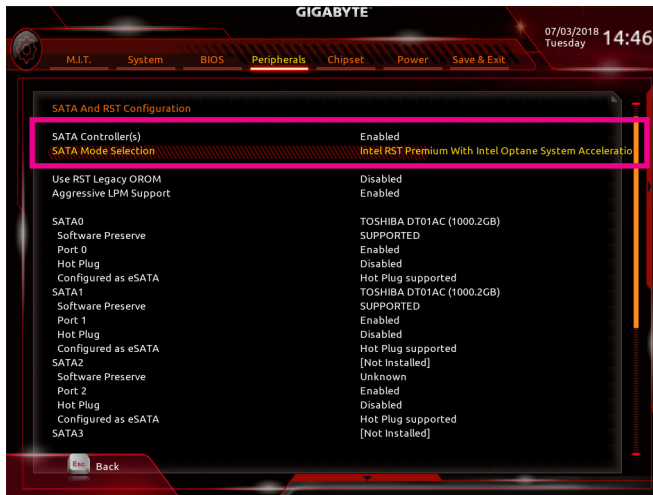 GIGABYTE™
07/03/2018 14:46
Tuesday
M.I.T. System BIOS Peripherals Chipset Power Save & Exit
SATA And RST Configuration
SATA Controller(s) Enabled
SATA Mode Selection Intel RST Premium With Intel Optane System Acceleratio
Use RST Legacy OROM Disabled
Aggressive LPM Support Enabled
SATA0 TOSHIBA DT01AC (1000.2GB)
Software Preserve SUPPORTED
Port 0 Enabled
Hot Plug Disabled
Configured as eSATA Hot Plug supported
SATA1 TOSHIBA DT01AC (1000.2GB)
Software Preserve SUPPORTED
Port 1 Enabled
Hot Plug Disabled
Configured as eSATA Hot Plug supported
SATA2 [Not Installed]
Software Preserve Unknown
Port 2 Enabled
Hot Plug Disabled
Configured as eSATA Hot Plug supported
SATA3 [Not Installed]
Esc Back